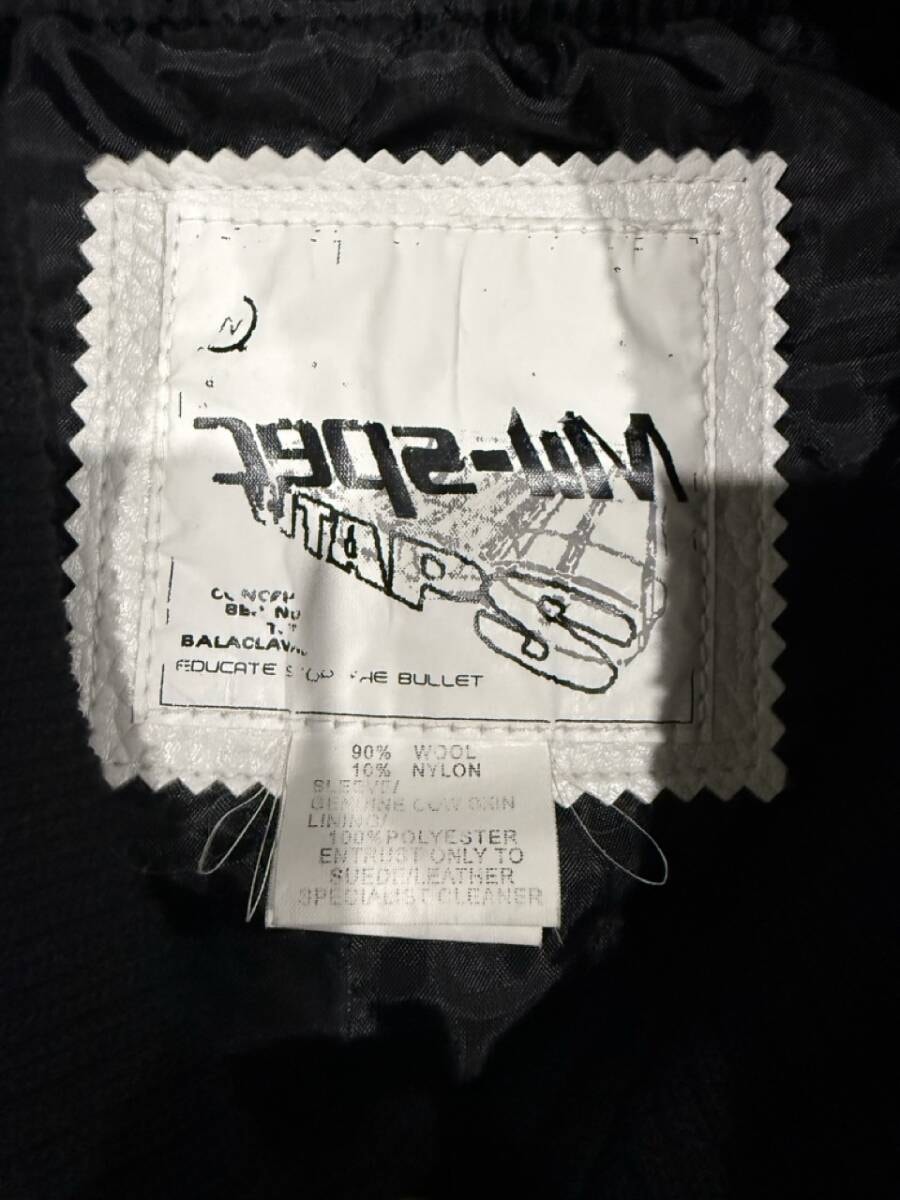 N
Mil-spec
BALACLAVA
EDUCATE STOP THE BULLET
90% WOOL
10% NYLON
SLEEVE/
GENUINE COW SKIN
LINING/
100% POLYESTER
ENTRUST ONLY TO
SUEDE/LEATHER
SPECIALIST CLEANER